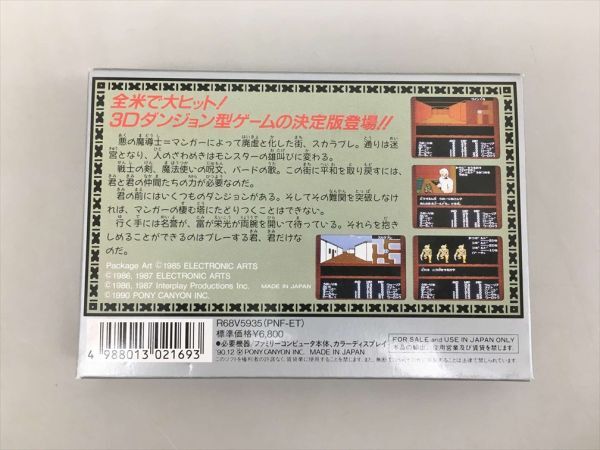 全米で大ヒット!
3Dダンジョン型ゲームの決定版登場!!
悪の魔導士=マンガーによって廃虚と化した街、スカラブレ。通りは迷
宮となり、人のざわめきはモンスターの雄叫びに変わる。
戦士の剣、魔法使いの呪文、バードの歌。この街に平和を取り戻すには、
君と君の仲間たちの力が必要なのだ。
君の前にはいくつものダンジョンがある。そしてその難関を突破しなけ
れば、マンガーの棲む塔にたどりつくことはできない。
行く手には名誉が、富が栄光が両腕を開いて待っている。それらを抱き
しめることができるのはプレーする君、君だけな
のだ。
Package Art ©1985 ELECTRONIC ARTS
©1986, 1987 ELECTRONIC ARTS
©1986, 1987 Interplay Productions Inc.
©1990 PONY CANYON INC.
MADE IN JAPAN
4 988013 021693
R68V5935(PNF-ET)
標準価格¥6,800
●必要機器/ファミリーコンピュータ本体、カラーディスプレイ
90.12 Ⓟ PONY CANYON INC. MADE IN JAPAN
FOR SALE and USE IN JAPAN ONLY